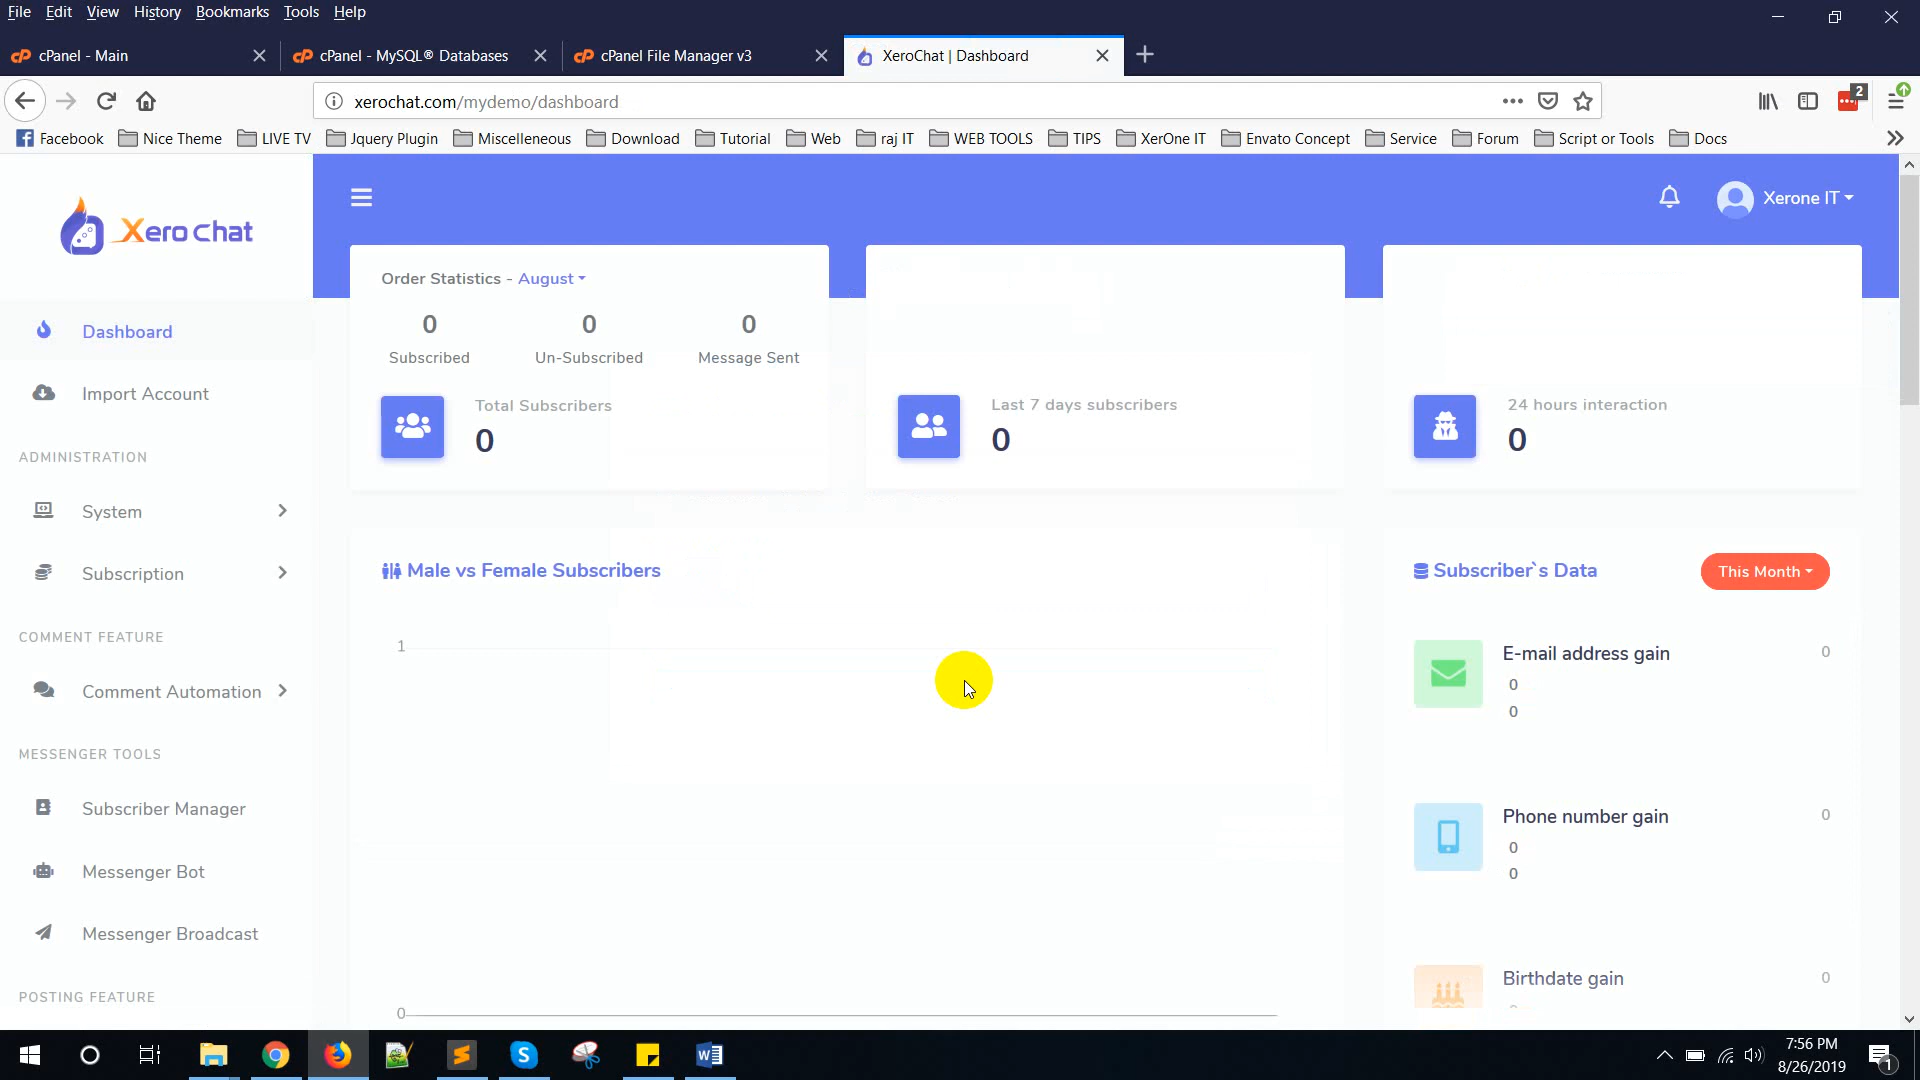 File Edit View History Bookmarks Tools Help
cPanel - Main
cPanel - MySQL® Databases
cPanel File Manager v3
XeroChat | Dashboard
xerochat.com/mydemo/dashboard
2
Facebook Nice Theme LIVE TV Jquery Plugin Miscelleneous Download Tutorial Web raj IT WEB TOOLS TIPS XerOne IT Envato Concept Service Forum Script or Tools Docs
Xero Chat
Xerone IT
Dashboard
Import Account
ADMINISTRATION
System
Subscription
COMMENT FEATURE
Comment Automation
MESSENGER TOOLS
Subscriber Manager
Messenger Bot
Messenger Broadcast
POSTING FEATURE
Order Statistics - August
0 0 0
Subscribed Un-Subscribed Message Sent
Total Subscribers
0
Last 7 days subscribers
0
24 hours interaction
0
Male vs Female Subscribers
1
0
Subscriber`s Data
This Month
E-mail address gain 0
0
0
Phone number gain 0
0
0
Birthdate gain 0
7:56 PM
8/26/2019
1